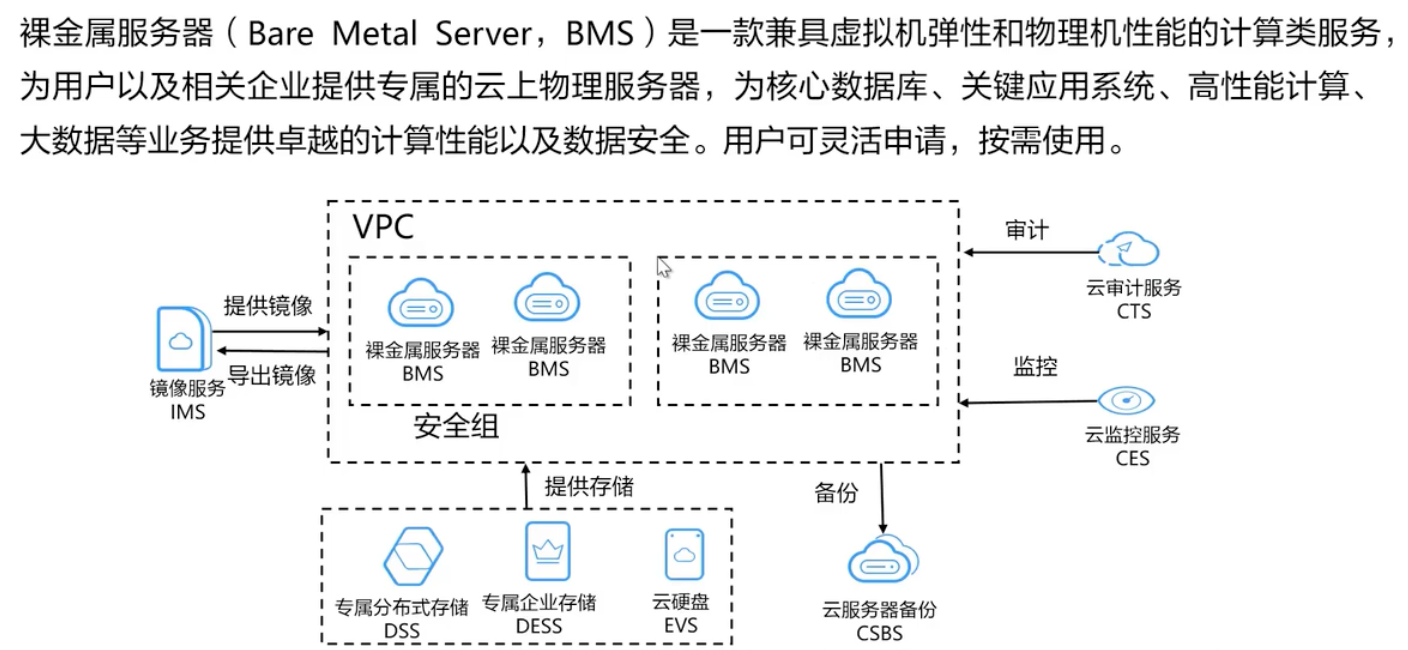 裸金属服务器（Bare Metal Server，BMS）是一款兼具虚拟机弹性和物理机性能的计算类服务，
为用户以及相关企业提供专属的云上物理服务器，为核心数据库、关键应用系统、高性能计算、
大数据等业务提供卓越的计算性能以及数据安全。用户可灵活申请，按需使用。
VPC
审计
云审计服务
CTS
提供镜像
导出镜像
镜像服务
IMS
裸金属服务器
BMS
裸金属服务器
BMS
裸金属服务器
BMS
裸金属服务器
BMS
安全组
监控
云监控服务
CES
提供存储
备份
专属分布式存储
DSS
专属企业存储
DESS
云硬盘
EVS
云服务器备份
CSBS